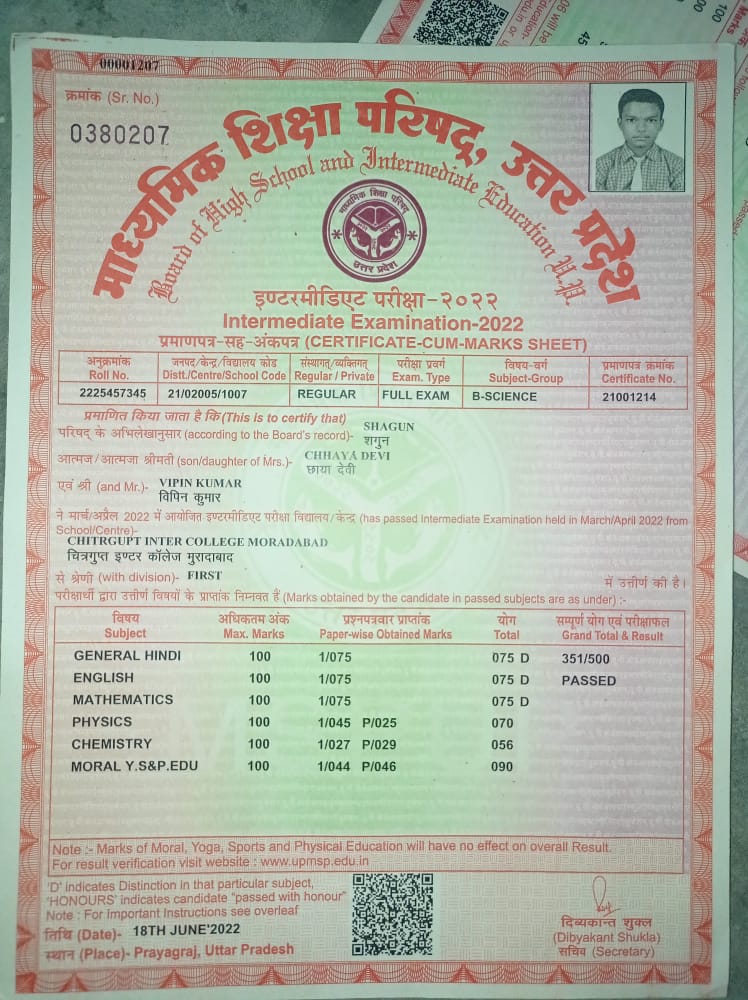 00001207
क्रमांक (Sr. No.)
0380207
माध्यमिक शिक्षा परिषद्, उत्तर प्रदेश
Board of High School and Intermediate Education U.P.
माध्यमिक शिक्षा परिषद्
उत्तर प्रदेश
इण्टरमीडिएट परीक्षा-२०२२
Intermediate Examination-2022
प्रमाणपत्र-सह-अंकपत्र (CERTIFICATE-CUM-MARKS SHEET)
अनुक्रमांक जनपद/केन्द्र/विद्यालय कोड संस्थागत/व्यक्तिगत परीक्षा प्रवर्ग विषय-वर्ग प्रमाणपत्र क्रमांक
Roll No. Distt./Centre/School Code Regular / Private Exam. Type Subject-Group Certificate No.
2225457345 21/02005/1007 REGULAR FULL EXAM B-SCIENCE 21001214
प्रमाणित किया जाता है कि (This is to certify that)
परिषद् के अभिलेखानुसार (according to the Board's record)- SHAGUN
शगुन
आत्मज/आत्मजा श्रीमती (son/daughter of Mrs.)- CHHAYA DEVI
छाया देवी
एवं श्री (and Mr.)- VIPIN KUMAR
विपिन कुमार
ने मार्च/अप्रैल 2022 में आयोजित इण्टरमीडिएट परीक्षा विद्यालय/केन्द्र (has passed Intermediate Examination held in March/April 2022 from
School/Centre)-
CHITRGUPT INTER COLLEGE MORADABAD
चित्रगुप्त इण्टर कॉलेज मुरादाबाद
से श्रेणी (with division)- FIRST में उत्तीर्ण की है।
परीक्षार्थी द्वारा उत्तीर्ण विषयों के प्राप्तांक निम्नवत हैं (Marks obtained by the candidate in passed subjects are as under) :-
विषय अधिकतम अंक प्रश्नपत्रवार प्राप्तांक योग सम्पूर्ण योग एवं परीक्षाफल
Subject Max. Marks Paper-wise Obtained Marks Total Grand Total & Result
GENERAL HINDI 100 1/075 075 D 351/500
ENGLISH 100 1/075 075 D PASSED
MATHEMATICS 100 1/075 075 D
PHYSICS 100 1/045 P/025 070
CHEMISTRY 100 1/027 P/029 056
MORAL Y.S&P.EDU 100 1/044 P/046 090
Note :- Marks of Moral, Yoga, Sports and Physical Education will have no effect on overall Result.
For result verification visit website : www.upmsp.edu.in
'D' indicates Distinction in that particular subject,
'HONOURS' indicates candidate "passed with honour"
Note : For Important Instructions see overleaf
तिथि (Date)- 18TH JUNE'2022
स्थान (Place)- Prayagraj, Uttar Pradesh
दिव्यकान्त शुक्ल
(Dibyakant Shukla)
सचिव (Secretary)